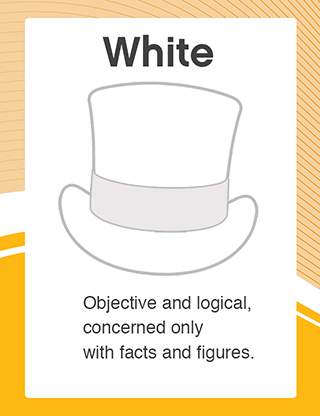 White
Objective and logical,
concerned only
with facts and figures.